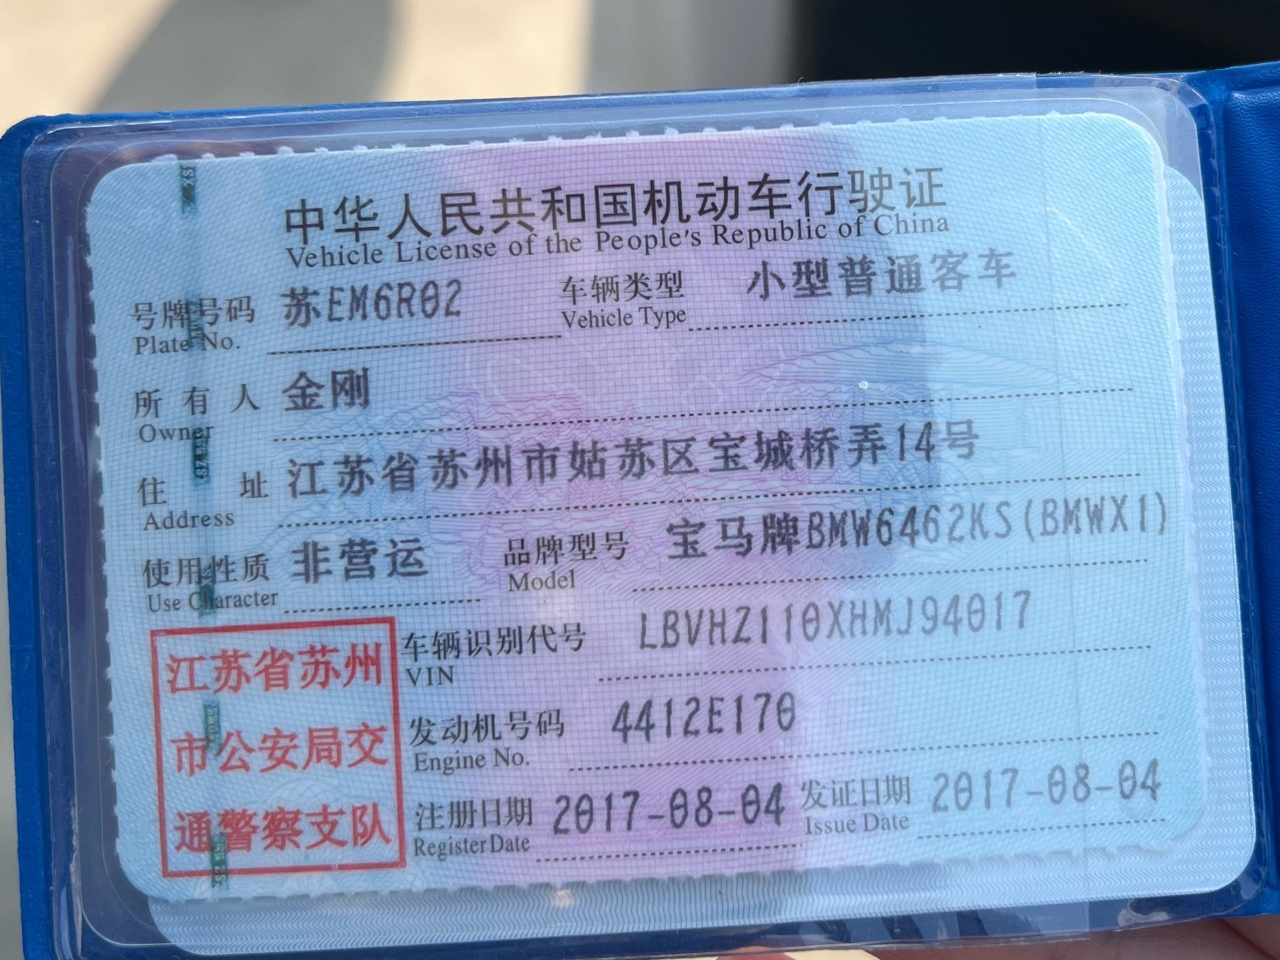 中华人民共和国机动车行驶证
Vehicle License of the People's Republic of China
号牌号码 苏EM6R02 车辆类型 小型普通客车
Plate No. Vehicle Type
所有人 金刚
Owner
住址 江苏省苏州市姑苏区宝城桥弄14号
Address
使用性质 非营运 品牌型号 宝马牌BMW6462KS(BMWX1)
Use Character Model
江苏省苏州
市公安局交
通警察支队
车辆识别代号 LBVHZ110XHMJ94017
VIN
发动机号码 4412E170
Engine No.
注册日期 2017-08-04 发证日期 2017-08-04
Register Date Issue Date